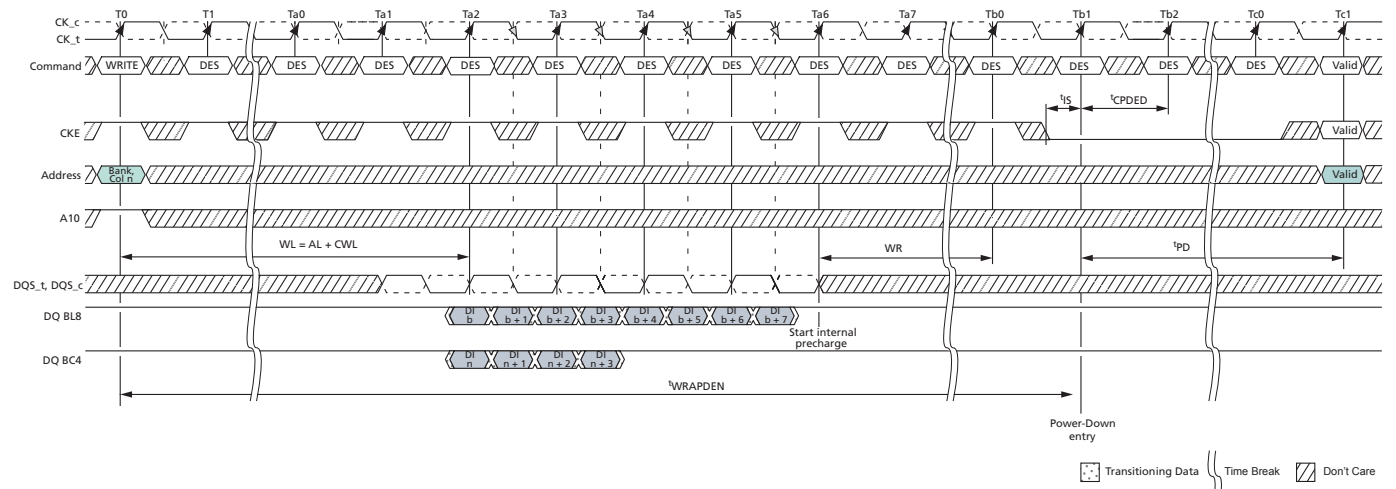 T0 T1 Ta0 Ta1 Ta2 Ta3 Ta4 Ta5 Ta6 Ta7 Tb0 Tb1 Tb2 Tc0 Tc1
CK_c
CK_t
Command WRITE DES DES DES DES DES DES DES DES DES DES DES DES DES Valid
tIS tCPDED
CKE Valid
Address Bank, Col n Valid
A10
WL = AL + CWL WR tPD
DQS_t, DQS_c
DQ BL8 DI b DI b + 1 DI b + 2 DI b + 3 DI b + 4 DI b + 5 DI b + 6 DI b + 7
Start internal
precharge
DQ BC4 DI n DI n + 1 DI n + 2 DI n + 3
tWRAPDEN
Power-Down
entry
Transitioning Data Time Break Don't Care